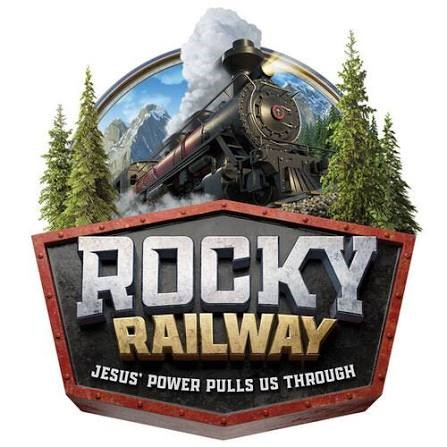 ROCKY
RAILWAY
JESUS' POWER PULLS US THROUGH